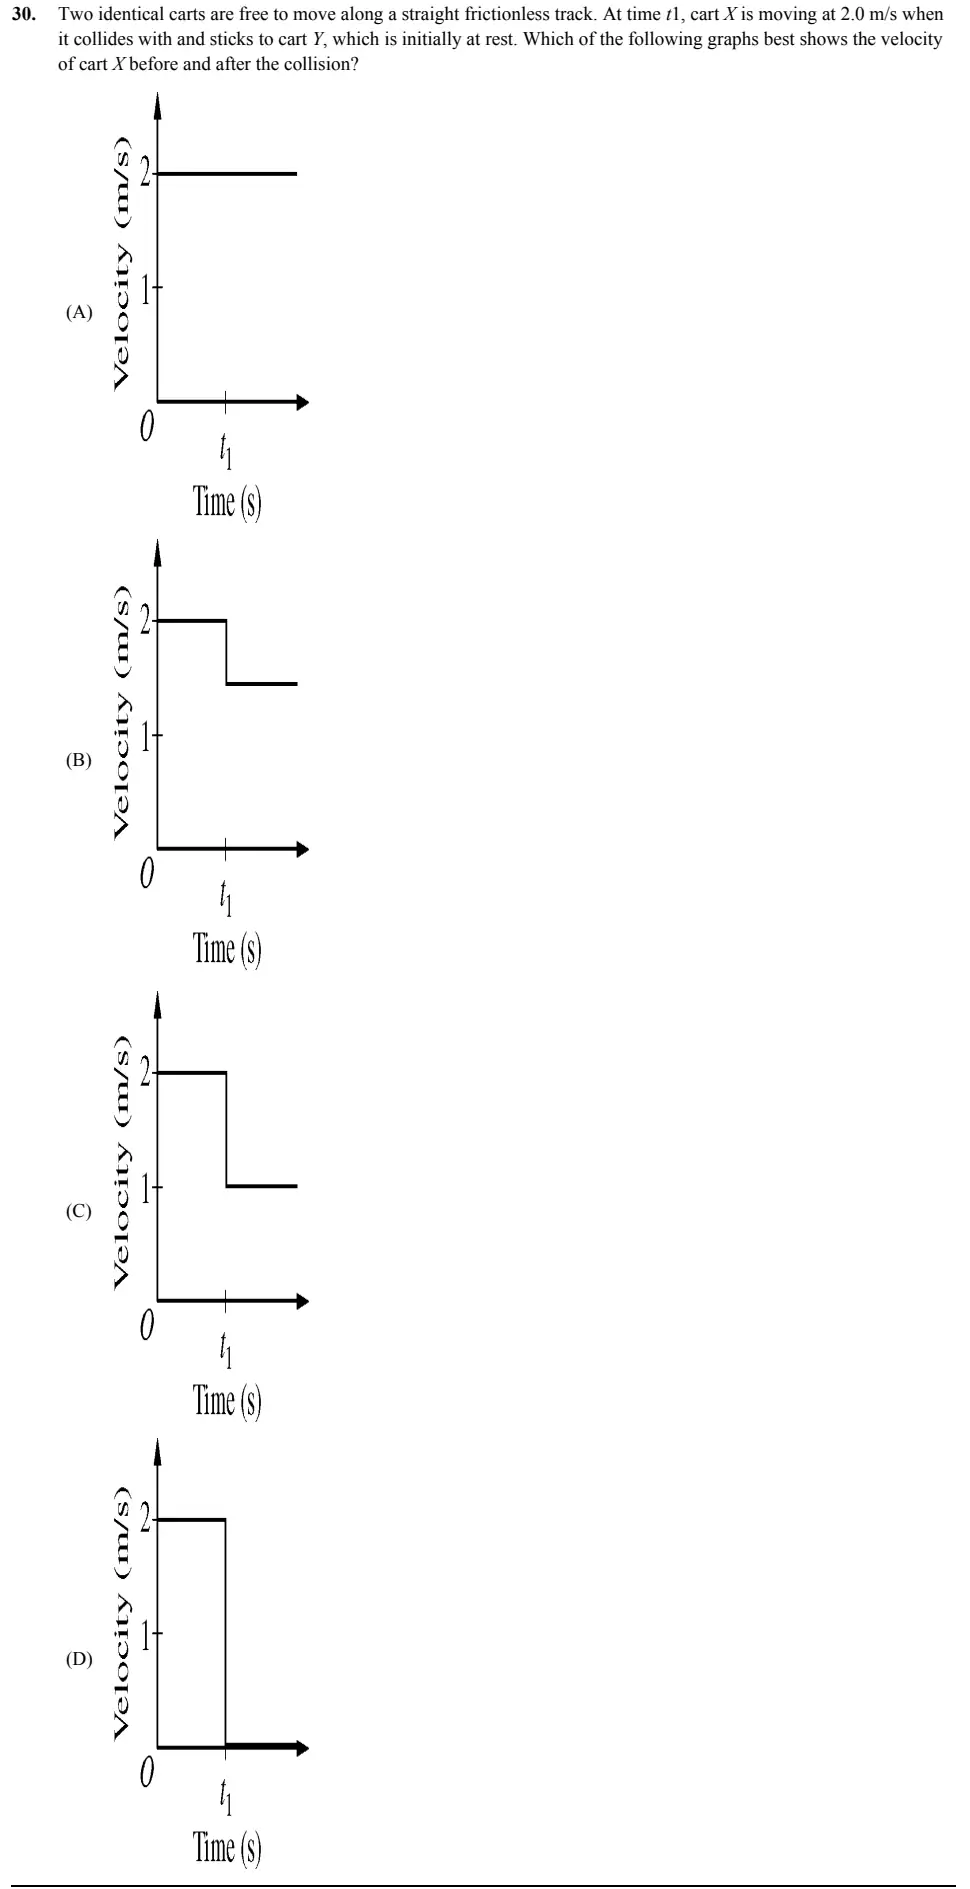 30. Two identical carts are free to move along a straight frictionless track. At time t1, cart X is moving at 2.0 m/s when
it collides with and sticks to cart Y, which is initially at rest. Which of the following graphs best shows the velocity
of cart X before and after the collision?
(A)
Velocity (m/s)
2
1
0
t1
Time (s)
(B)
Velocity (m/s)
2
1
0
t1
Time (s)
(C)
Velocity (m/s)
2
1
0
t1
Time (s)
(D)
Velocity (m/s)
2
1
0
t1
Time (s)